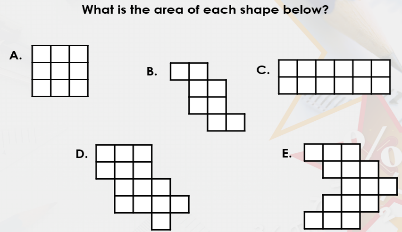 What is the area of each shape below?
A.
B.
C.
D.
E.
%